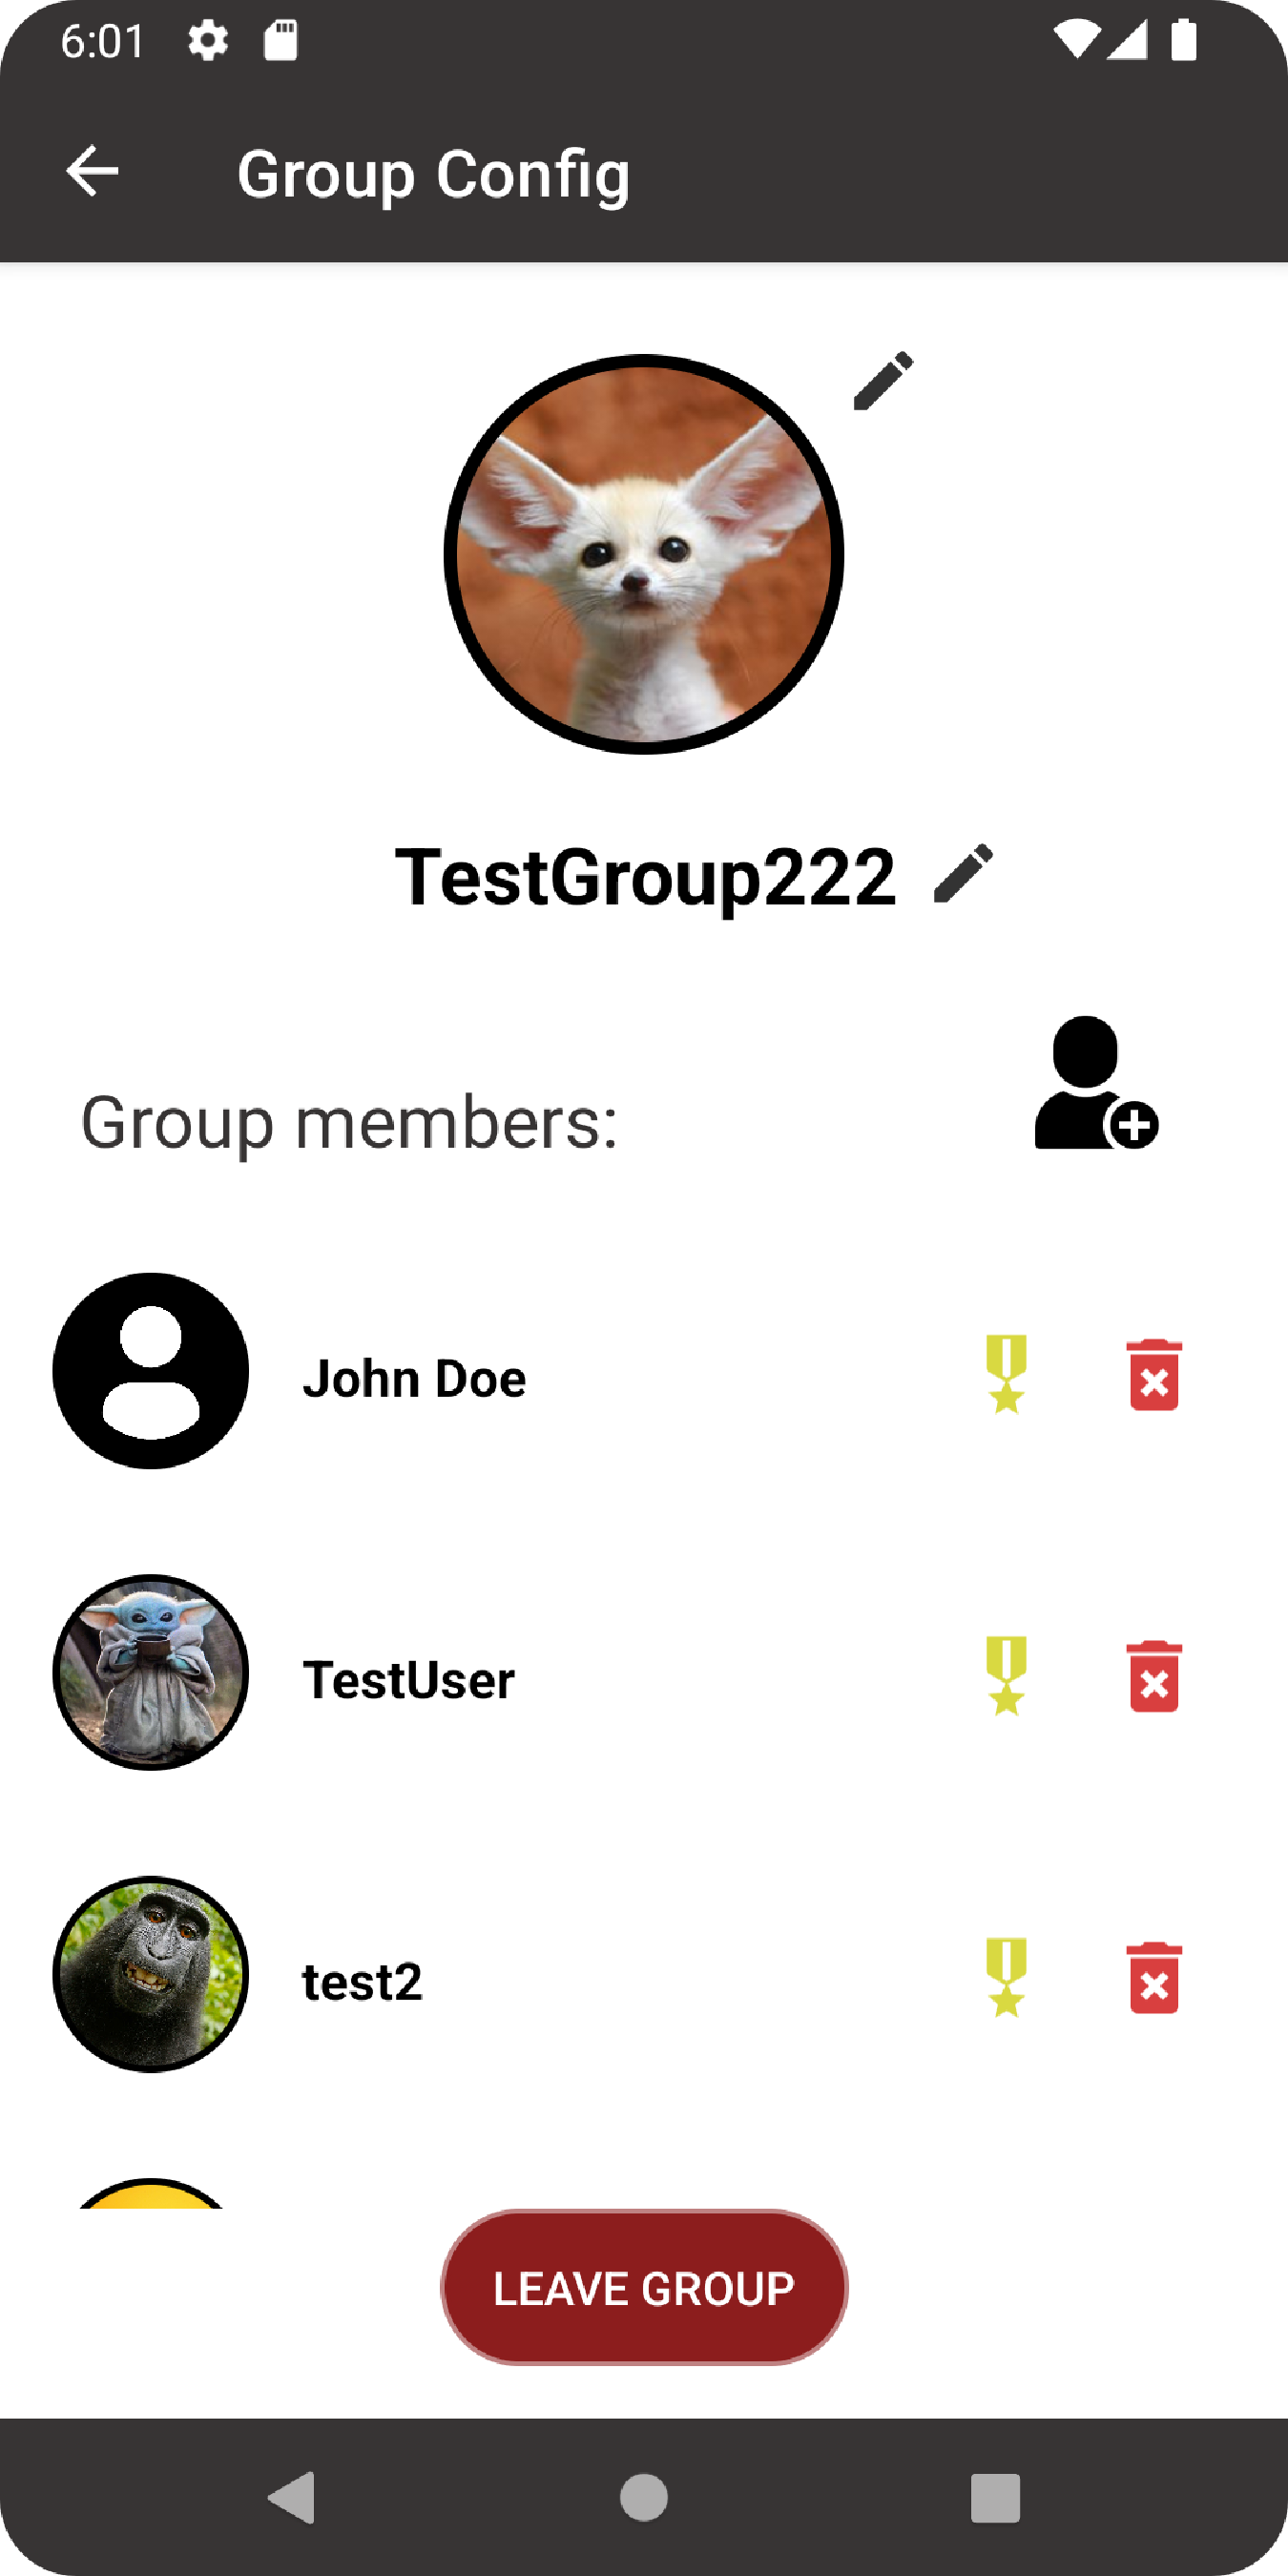 6:01
Group Config
TestGroup222
Group members:
John Doe
TestUser
test2
LEAVE GROUP